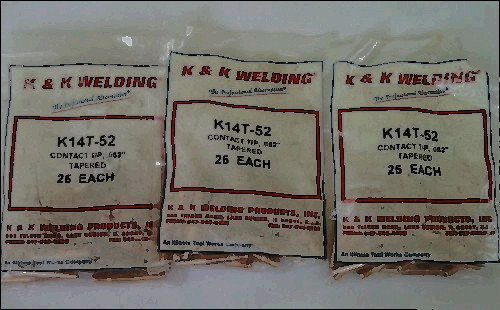 K & K WELDING
"The Professional Alternative"
K14T-52
CONTACT TIP, .052"
TAPERED
25 EACH
K & K WELDING PRODUCTS, IN
An Illinois Tool Works Company
K & K WELDING
"The Professional Alternative"
K14T-52
CONTACT TIP, .052"
TAPERED
25 EACH
K & K WELDING PRODUCTS, INC.
An Illinois Tool Works Company
K & K WELDING
"The Professional Alternative"
K14T-52
CONTACT TIP, .052"
TAPERED
25 EACH
K & K WELDING PRODUCTS, INC.
An Illinois Tool Works Company